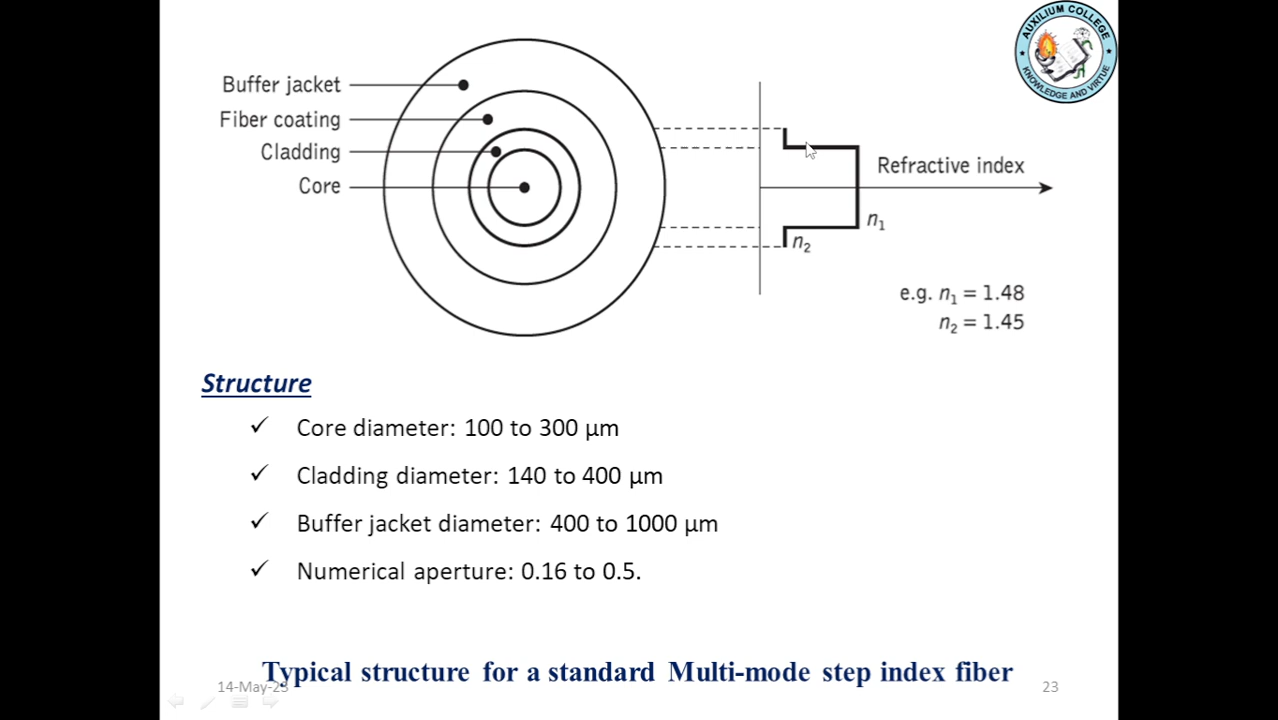 AUXILIUM COLLEGE
KNOWLEDGE AND VIRTUE
Buffer jacket
Fiber coating
Cladding
Core
Refractive index
n₁
n₂
e.g. n₁ = 1.48
n₂ = 1.45
Structure
✓ Core diameter: 100 to 300 μm
✓ Cladding diameter: 140 to 400 μm
✓ Buffer jacket diameter: 400 to 1000 μm
✓ Numerical aperture: 0.16 to 0.5.
Typical structure for a standard Multi-mode step index fiber
14-May-23
23